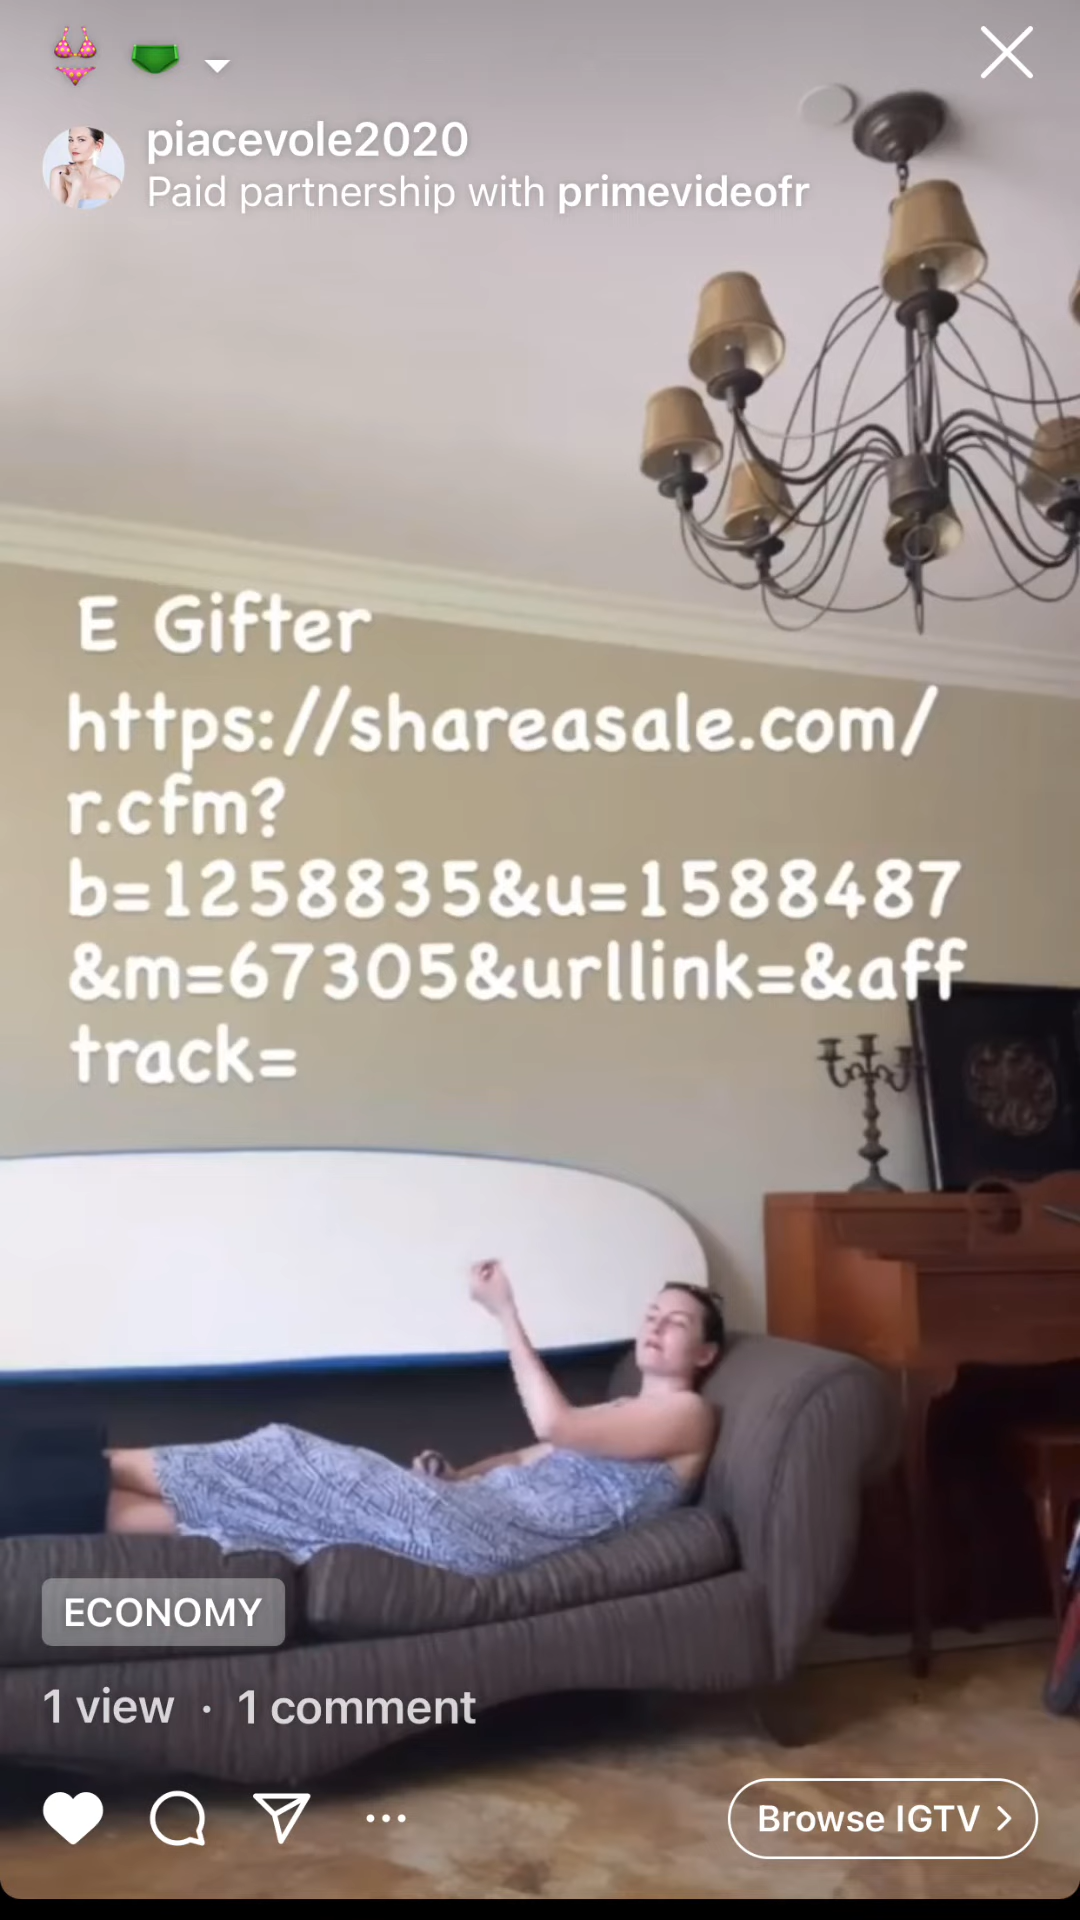 piacevole2020
Paid partnership with primevideofr
E Gifter
https://shareasale.com/
r.cfm?
b=1258835&u=1588487
&m=67305&urllink=&aff
track=
ECONOMY
1 view · 1 comment
Browse IGTV >